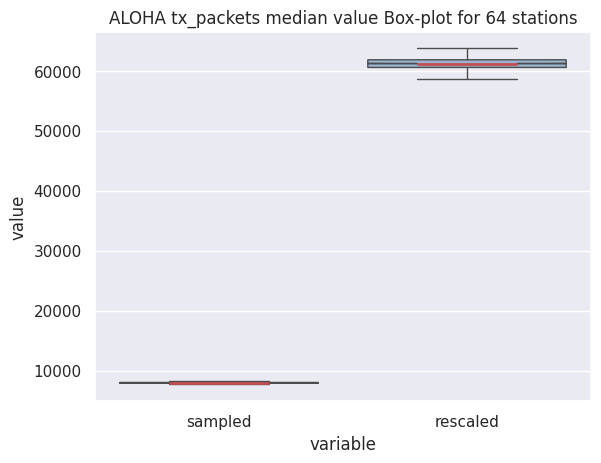 ALOHA tx_packets median value Box-plot for 64 stations
60000
50000
40000
30000
20000
10000
value
sampled
rescaled
variable